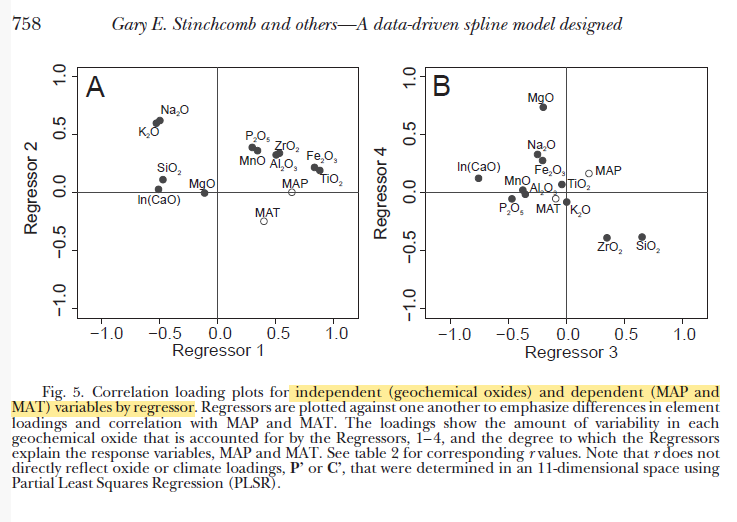 758
Gary E. Stinchcomb and others—A data-driven spline model designed
A
Regressor 2
1.0
0.5
0.0
−0.5
−1.0
Na₂O
K₂O
SiO₂
ln(CaO)
MgO
P₂O₅
ZrO₂
MnO
Al₂O₃
Fe₂O₃
TiO₂
MAP
MAT
−1.0 −0.5 0.0 0.5 1.0
Regressor 1
B
Regressor 4
1.0
0.5
0.0
−0.5
−1.0
MgO
Na₂O
ln(CaO)
Fe₂O₃
MAP
MnO
Al₂O₃
TiO₂
P₂O₅
MAT
K₂O
ZrO₂
SiO₂
−1.0 −0.5 0.0 0.5 1.0
Regressor 3
Fig. 5. Correlation loading plots for independent (geochemical oxides) and dependent (MAP and
MAT) variables by regressor. Regressors are plotted against one another to emphasize differences in element
loadings and correlation with MAP and MAT. The loadings show the amount of variability in each
geochemical oxide that is accounted for by the Regressors, 1–4, and the degree to which the Regressors
explain the response variables, MAP and MAT. See table 2 for corresponding r values. Note that r does not
directly reflect oxide or climate loadings, P’ or C’, that were determined in an 11-dimensional space using
Partial Least Squares Regression (PLSR).